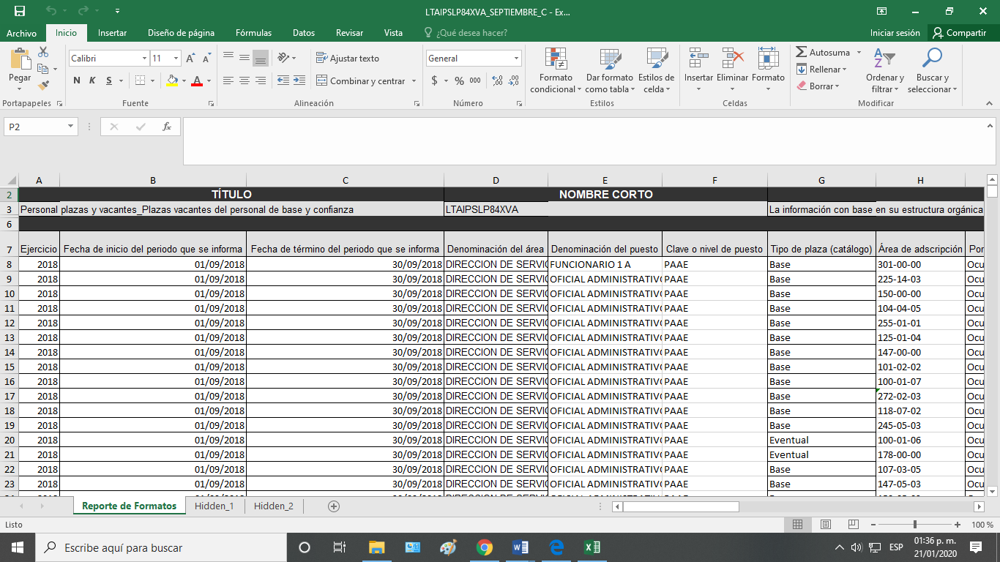 LTAIPSLP84XVA_SEPTIEMBRE_C - Ex...
Archivo Inicio Insertar Diseño de página Fórmulas Datos Revisar Vista ¿Qué desea hacer? Iniciar sesión Compartir
Pegar
Portapapeles
Calibri 11
N K S
Fuente
Ajustar texto
Combinar y centrar
Alineación
General
$ % 000
Número
Formato condicional
Dar formato como tabla
Estilos de celda
Estilos
Insertar Eliminar Formato
Celdas
Autosuma
Rellenar
Borrar
Ordenar y filtrar
Buscar y seleccionar
Modificar
P2 fx
A B C D E F G H
2 TÍTULO NOMBRE CORTO
3 Personal plazas y vacantes_Plazas vacantes del personal de base y confianza LTAIPSLP84XVA La información con base en su estructura orgánica
6
7 Ejercicio Fecha de inicio del periodo que se informa Fecha de término del periodo que se informa Denominación del área Denominación del puesto Clave o nivel de puesto Tipo de plaza (catálogo) Área de adscripción Por
8 2018 01/09/2018 30/09/2018 DIRECCION DE SERVIC FUNCIONARIO 1 A PAAE Base 301-00-00 Ocu
9 2018 01/09/2018 30/09/2018 DIRECCION DE SERVIC OFICIAL ADMINISTRATIVO PAAE Base 225-14-03 Ocu
10 2018 01/09/2018 30/09/2018 DIRECCION DE SERVIC OFICIAL ADMINISTRATIVO PAAE Base 150-00-00 Ocu
11 2018 01/09/2018 30/09/2018 DIRECCION DE SERVIC OFICIAL ADMINISTRATIVO PAAE Base 104-04-05 Ocu
12 2018 01/09/2018 30/09/2018 DIRECCION DE SERVIC OFICIAL ADMINISTRATIVO PAAE Base 255-01-01 Ocu
13 2018 01/09/2018 30/09/2018 DIRECCION DE SERVIC OFICIAL ADMINISTRATIVO PAAE Base 125-01-04 Ocu
14 2018 01/09/2018 30/09/2018 DIRECCION DE SERVIC OFICIAL ADMINISTRATIVO PAAE Base 147-00-00 Ocu
15 2018 01/09/2018 30/09/2018 DIRECCION DE SERVIC OFICIAL ADMINISTRATIVO PAAE Base 101-02-02 Ocu
16 2018 01/09/2018 30/09/2018 DIRECCION DE SERVIC OFICIAL ADMINISTRATIVO PAAE Base 100-01-07 Ocu
17 2018 01/09/2018 30/09/2018 DIRECCION DE SERVIC OFICIAL ADMINISTRATIVO PAAE Base 272-02-03 Ocu
18 2018 01/09/2018 30/09/2018 DIRECCION DE SERVIC OFICIAL ADMINISTRATIVO PAAE Base 118-07-02 Ocu
19 2018 01/09/2018 30/09/2018 DIRECCION DE SERVIC OFICIAL ADMINISTRATIVO PAAE Base 245-05-03 Ocu
20 2018 01/09/2018 30/09/2018 DIRECCION DE SERVIC OFICIAL ADMINISTRATIVO PAAE Eventual 100-01-06 Ocu
21 2018 01/09/2018 30/09/2018 DIRECCION DE SERVIC OFICIAL ADMINISTRATIVO PAAE Eventual 178-00-00 Ocu
22 2018 01/09/2018 30/09/2018 DIRECCION DE SERVIC OFICIAL ADMINISTRATIVO PAAE Base 107-03-05 Ocu
23 2018 01/09/2018 30/09/2018 DIRECCION DE SERVIC OFICIAL ADMINISTRATIVO PAAE Base 147-05-03 Ocu
Reporte de Formatos Hidden_1 Hidden_2
Listo 100 %
Escribe aquí para buscar ESP 01:36 p. m.
21/01/2020